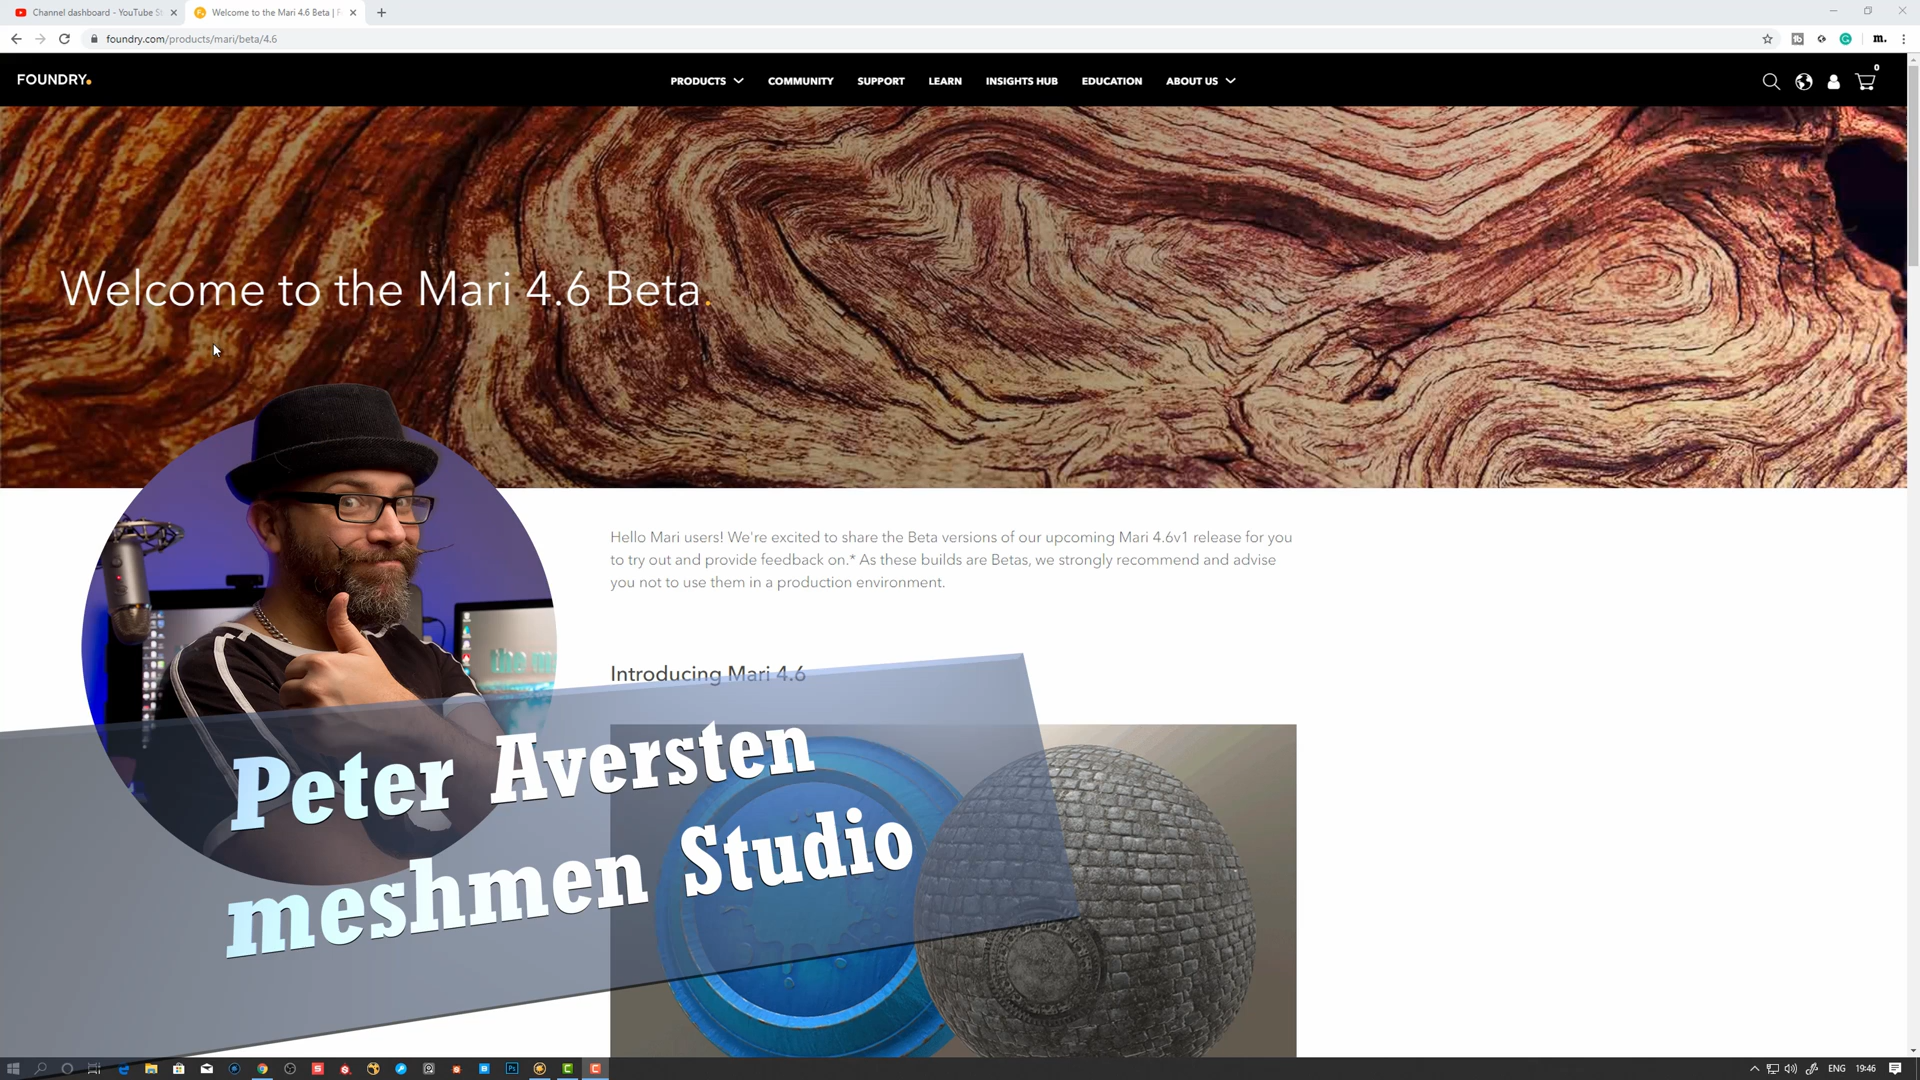 Channel dashboard - YouTube St
Welcome to the Mari 4.6 Beta | F
foundry.com/products/mari/beta/4.6
m.
FOUNDRY.
PRODUCTS COMMUNITY SUPPORT LEARN INSIGHTS HUB EDUCATION ABOUT US
0
Welcome to the Mari 4.6 Beta.
Hello Mari users! We're excited to share the Beta versions of our upcoming Mari 4.6v1 release for you
to try out and provide feedback on.* As these builds are Betas, we strongly recommend and advise
you not to use them in a production environment.
Introducing Mari 4.6
Peter Aversten
meshmen Studio
ENG 19:46